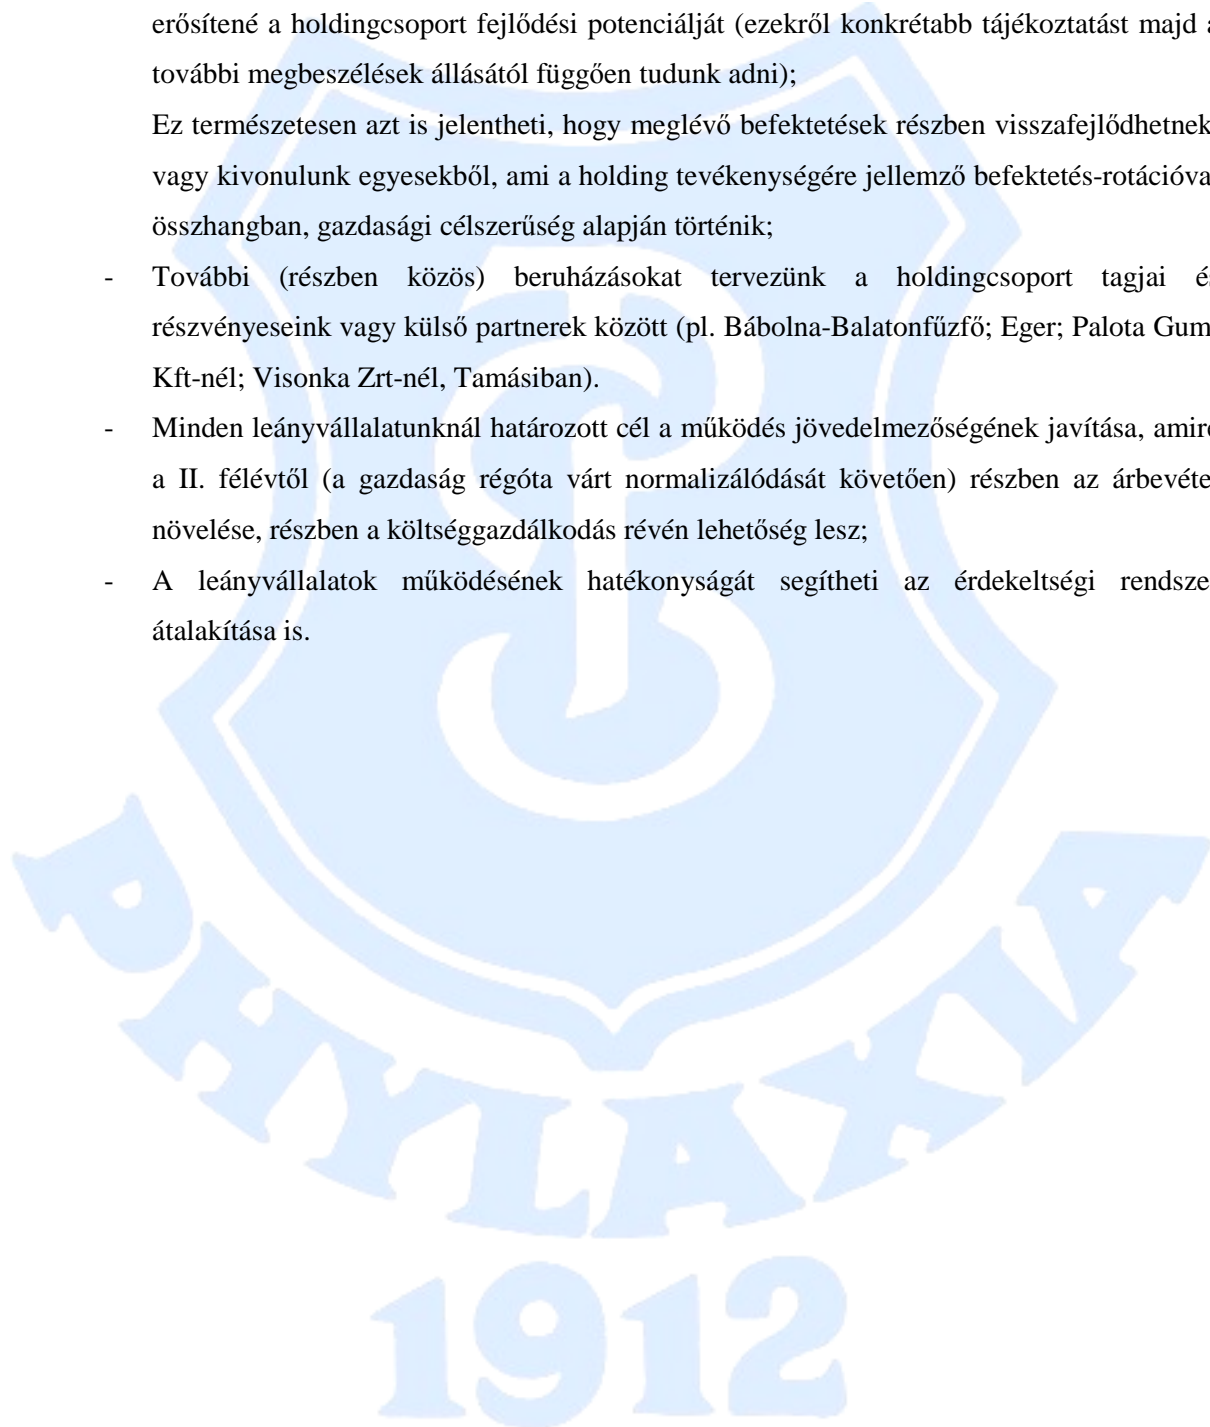 erősítené a holdingcsoport fejlődési potenciálját (ezekről konkrétabb tájékoztatást majd a
további megbeszélések állásától függően tudunk adni);
Ez természetesen azt is jelentheti, hogy meglévő befektetések részben visszafejlődhetnek
vagy kivonulunk egyesekből, ami a holding tevékenységére jellemző befektetés-rotációva
összhangban, gazdasági célszerűség alapján történik;
- További (részben közös) beruházásokat tervezünk a holdingcsoport tagjai és
részvényeseink vagy külső partnerek között (pl. Bábolna-Balatonfűzfő; Eger; Palota Gum
Kft-nél; Visonka Zrt-nél, Tamásiban).
- Minden leányvállalatunknál határozott cél a működés jövedelmezőségének javítása, amire
a II. félévtől (a gazdaság régóta várt normalizálódását követően) részben az árbevéte
növelése, részben a költséggazdálkodás révén lehetőség lesz;
- A leányvállalatok működésének hatékonyságát segítheti az érdekeltségi rendsze
átalakítása is.
PHYLAXIA
1912